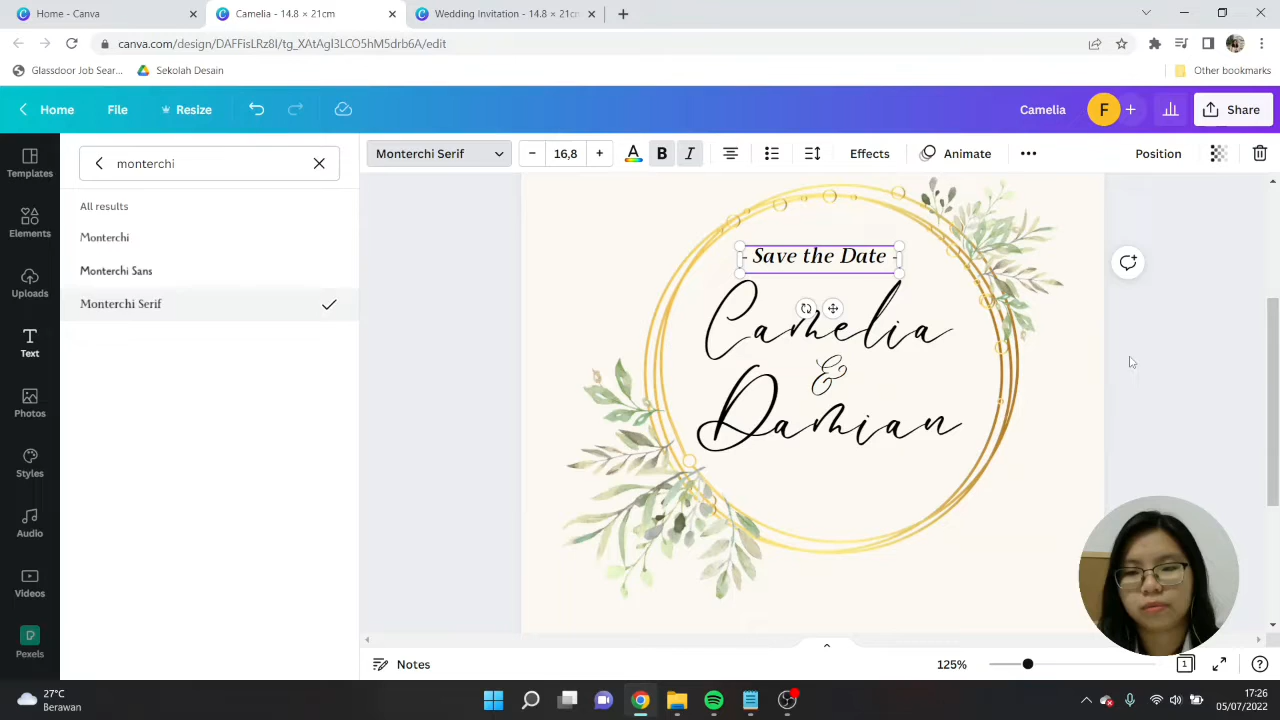 Home - Canva
Camelia - 14.8 × 21cm
Wedding Invitation - 14.8 × 21cm
canva.com/design/DAFFisLRz8I/tg_XAtAgI3LCO5hM5drb6A/edit
Glassdoor Job Sear...
Sekolah Desain
Other bookmarks
Home
File
Resize
Camelia
F
Share
Templates
Elements
Uploads
Text
Photos
Styles
Audio
Videos
Pexels
monterchi
All results
Monterchi
Monterchi Sans
Monterchi Serif
Monterchi Serif
16,8
A
B
I
Effects
Animate
Position
- Save the Date -
Camelia
&
Damian
Notes
125%
1
27°C
Berawan
17:26
05/07/2022